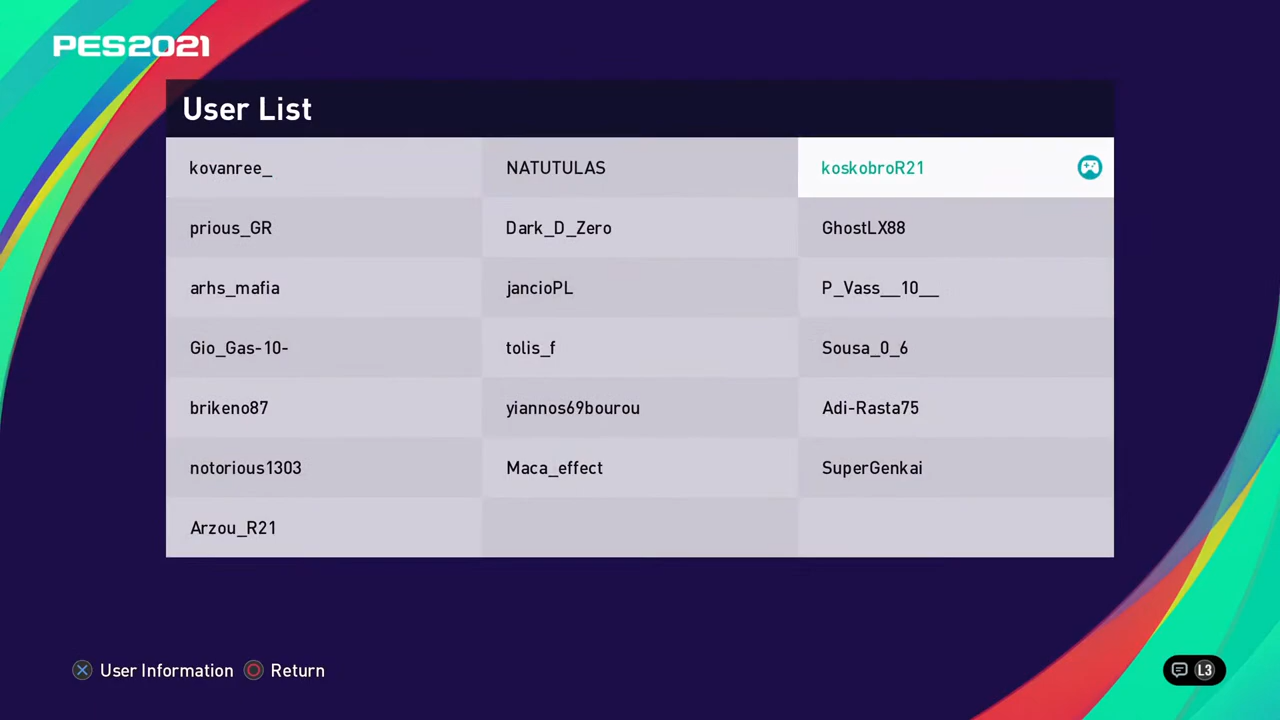 PES2021
User List
kovanree_ NATUTULAS koskobroR21
prious_GR Dark_D_Zero GhostLX88
arhs_mafia jancioPL P_Vass__10__
Gio_Gas-10- tolis_f Sousa_0_6
brikeno87 yiannos69bourou Adi-Rasta75
notorious1303 Maca_effect SuperGenkai
Arzou_R21
User Information Return L3